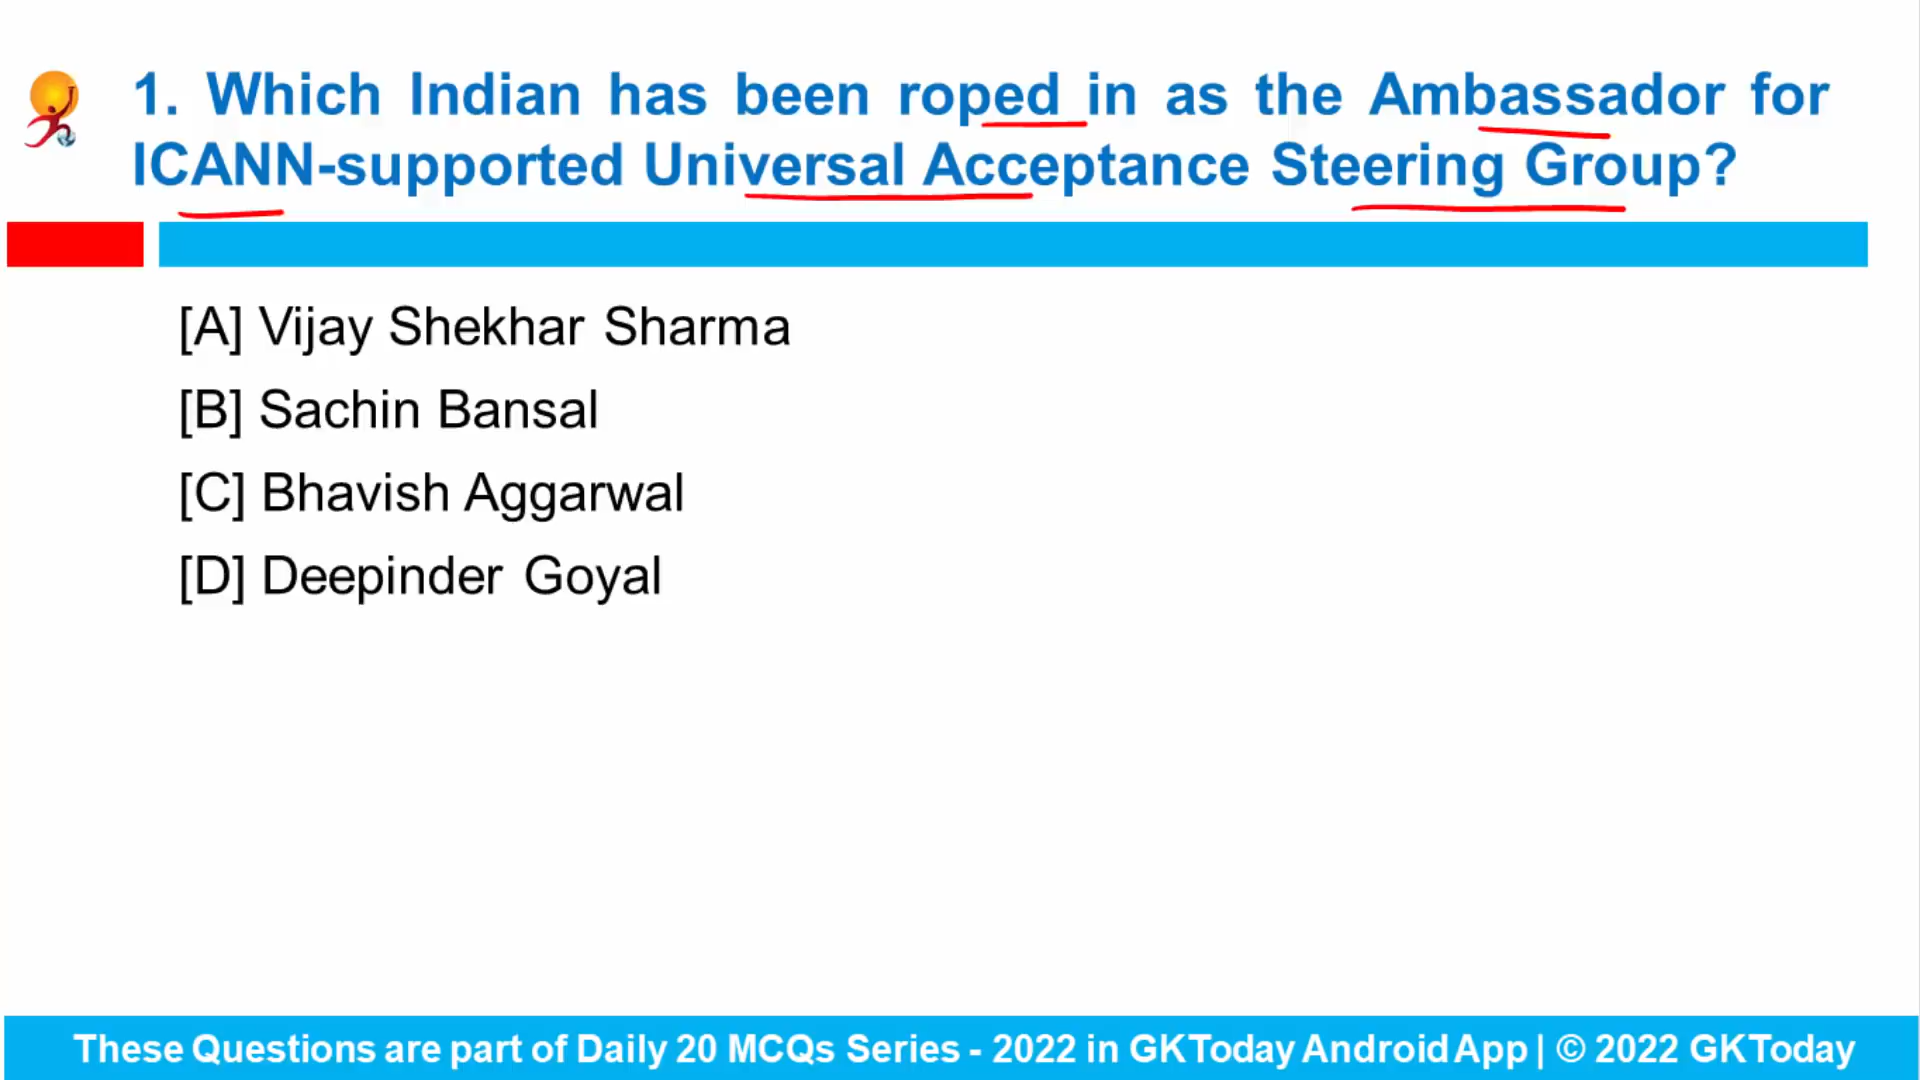 1. Which Indian has been roped in as the Ambassador for
ICANN-supported Universal Acceptance Steering Group?
[A] Vijay Shekhar Sharma
[B] Sachin Bansal
[C] Bhavish Aggarwal
[D] Deepinder Goyal
These Questions are part of Daily 20 MCQs Series - 2022 in GKToday Android App | © 2022 GKToday